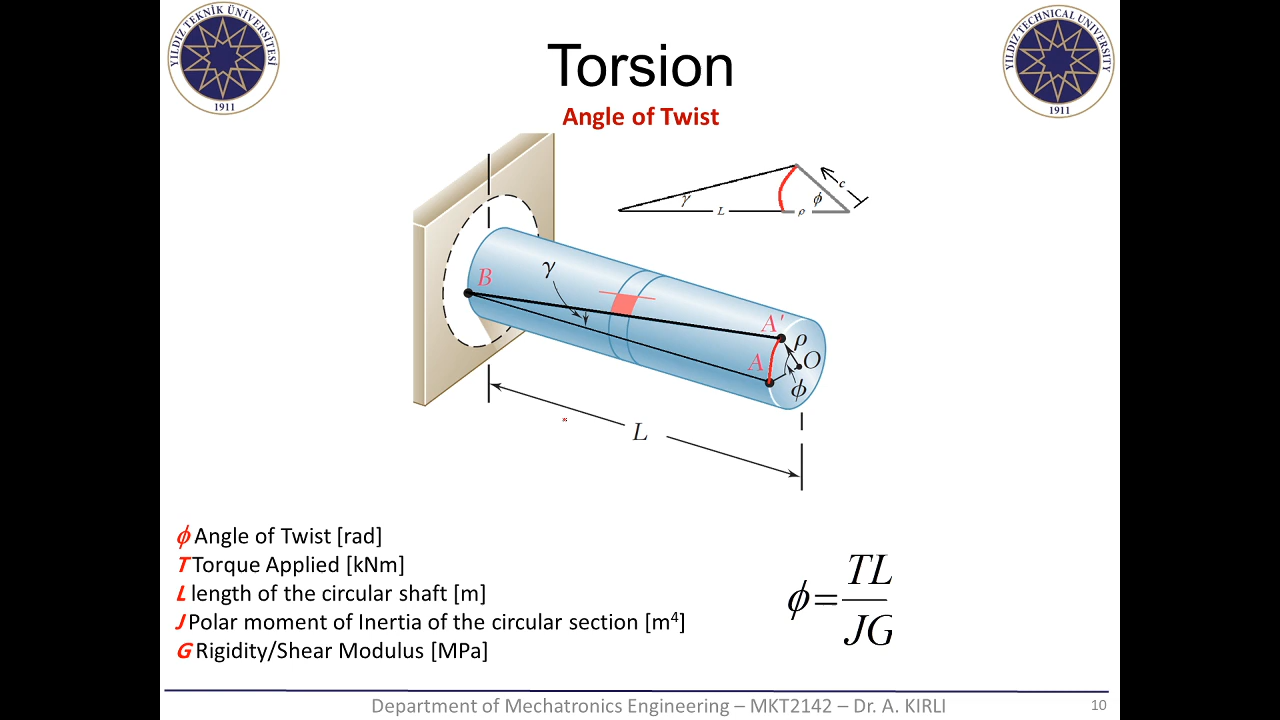 YILDIZ TEKNİK ÜNİVERSİTESİ
1911
YILDIZ TECHNICAL UNIVERSITY
1911
Torsion
Angle of Twist
γ
L
ρ
ϕ
c
B
γ
A'
A
ρ
O
ϕ
L
*
ϕ Angle of Twist [rad]
T Torque Applied [kNm]
L length of the circular shaft [m]
J Polar moment of Inertia of the circular section [m⁴]
G Rigidity/Shear Modulus [MPa]
ϕ = TL / JG
Department of Mechatronics Engineering – MKT2142 – Dr. A. KIRLI
10